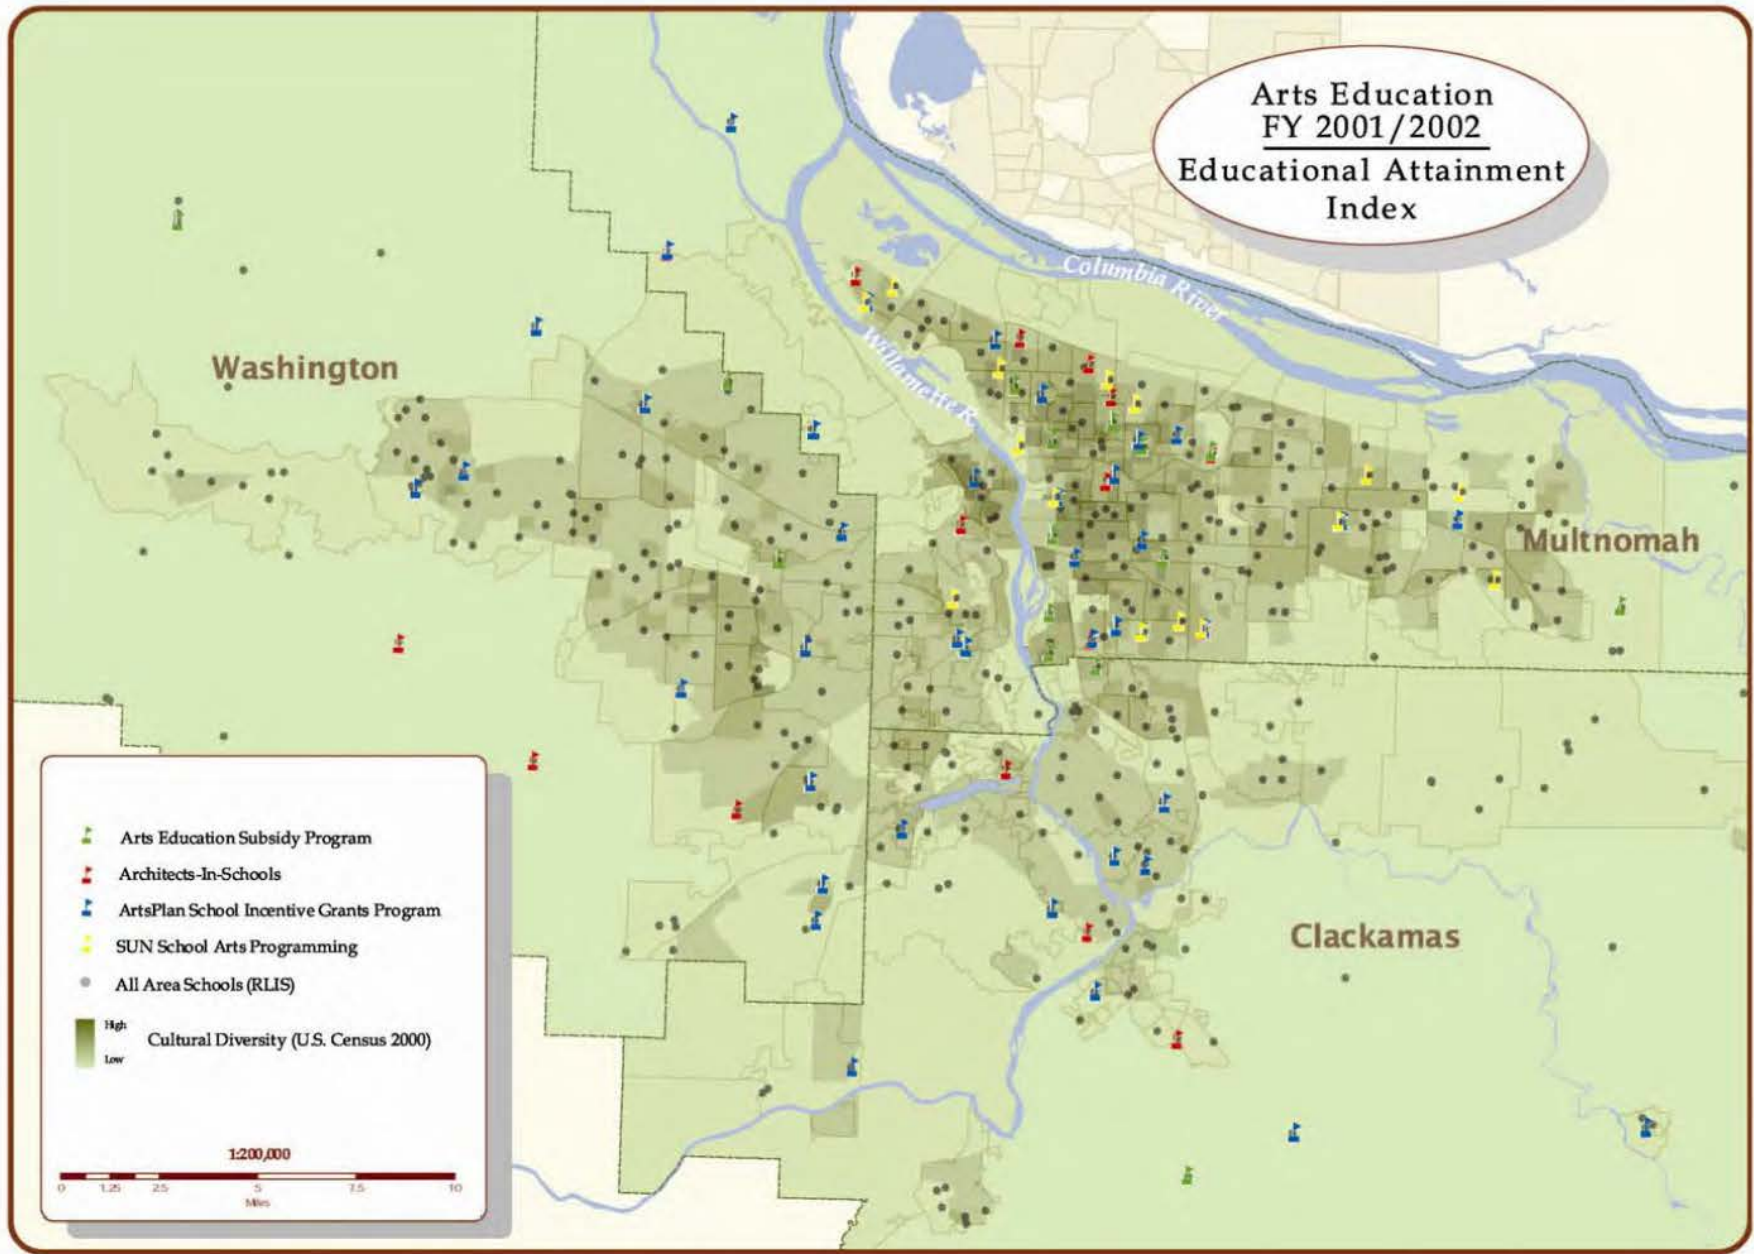 Arts Education
FY 2001/2002
Educational Attainment
Index
Columbia River
Willamette R.
Washington
Multnomah
Clackamas
Arts Education Subsidy Program
Architects-In-Schools
ArtsPlan School Incentive Grants Program
SUN School Arts Programming
All Area Schools (RLIS)
High
Cultural Diversity (U.S. Census 2000)
Low
1:200,000
0 1.25 2.5 5 7.5 10
Miles